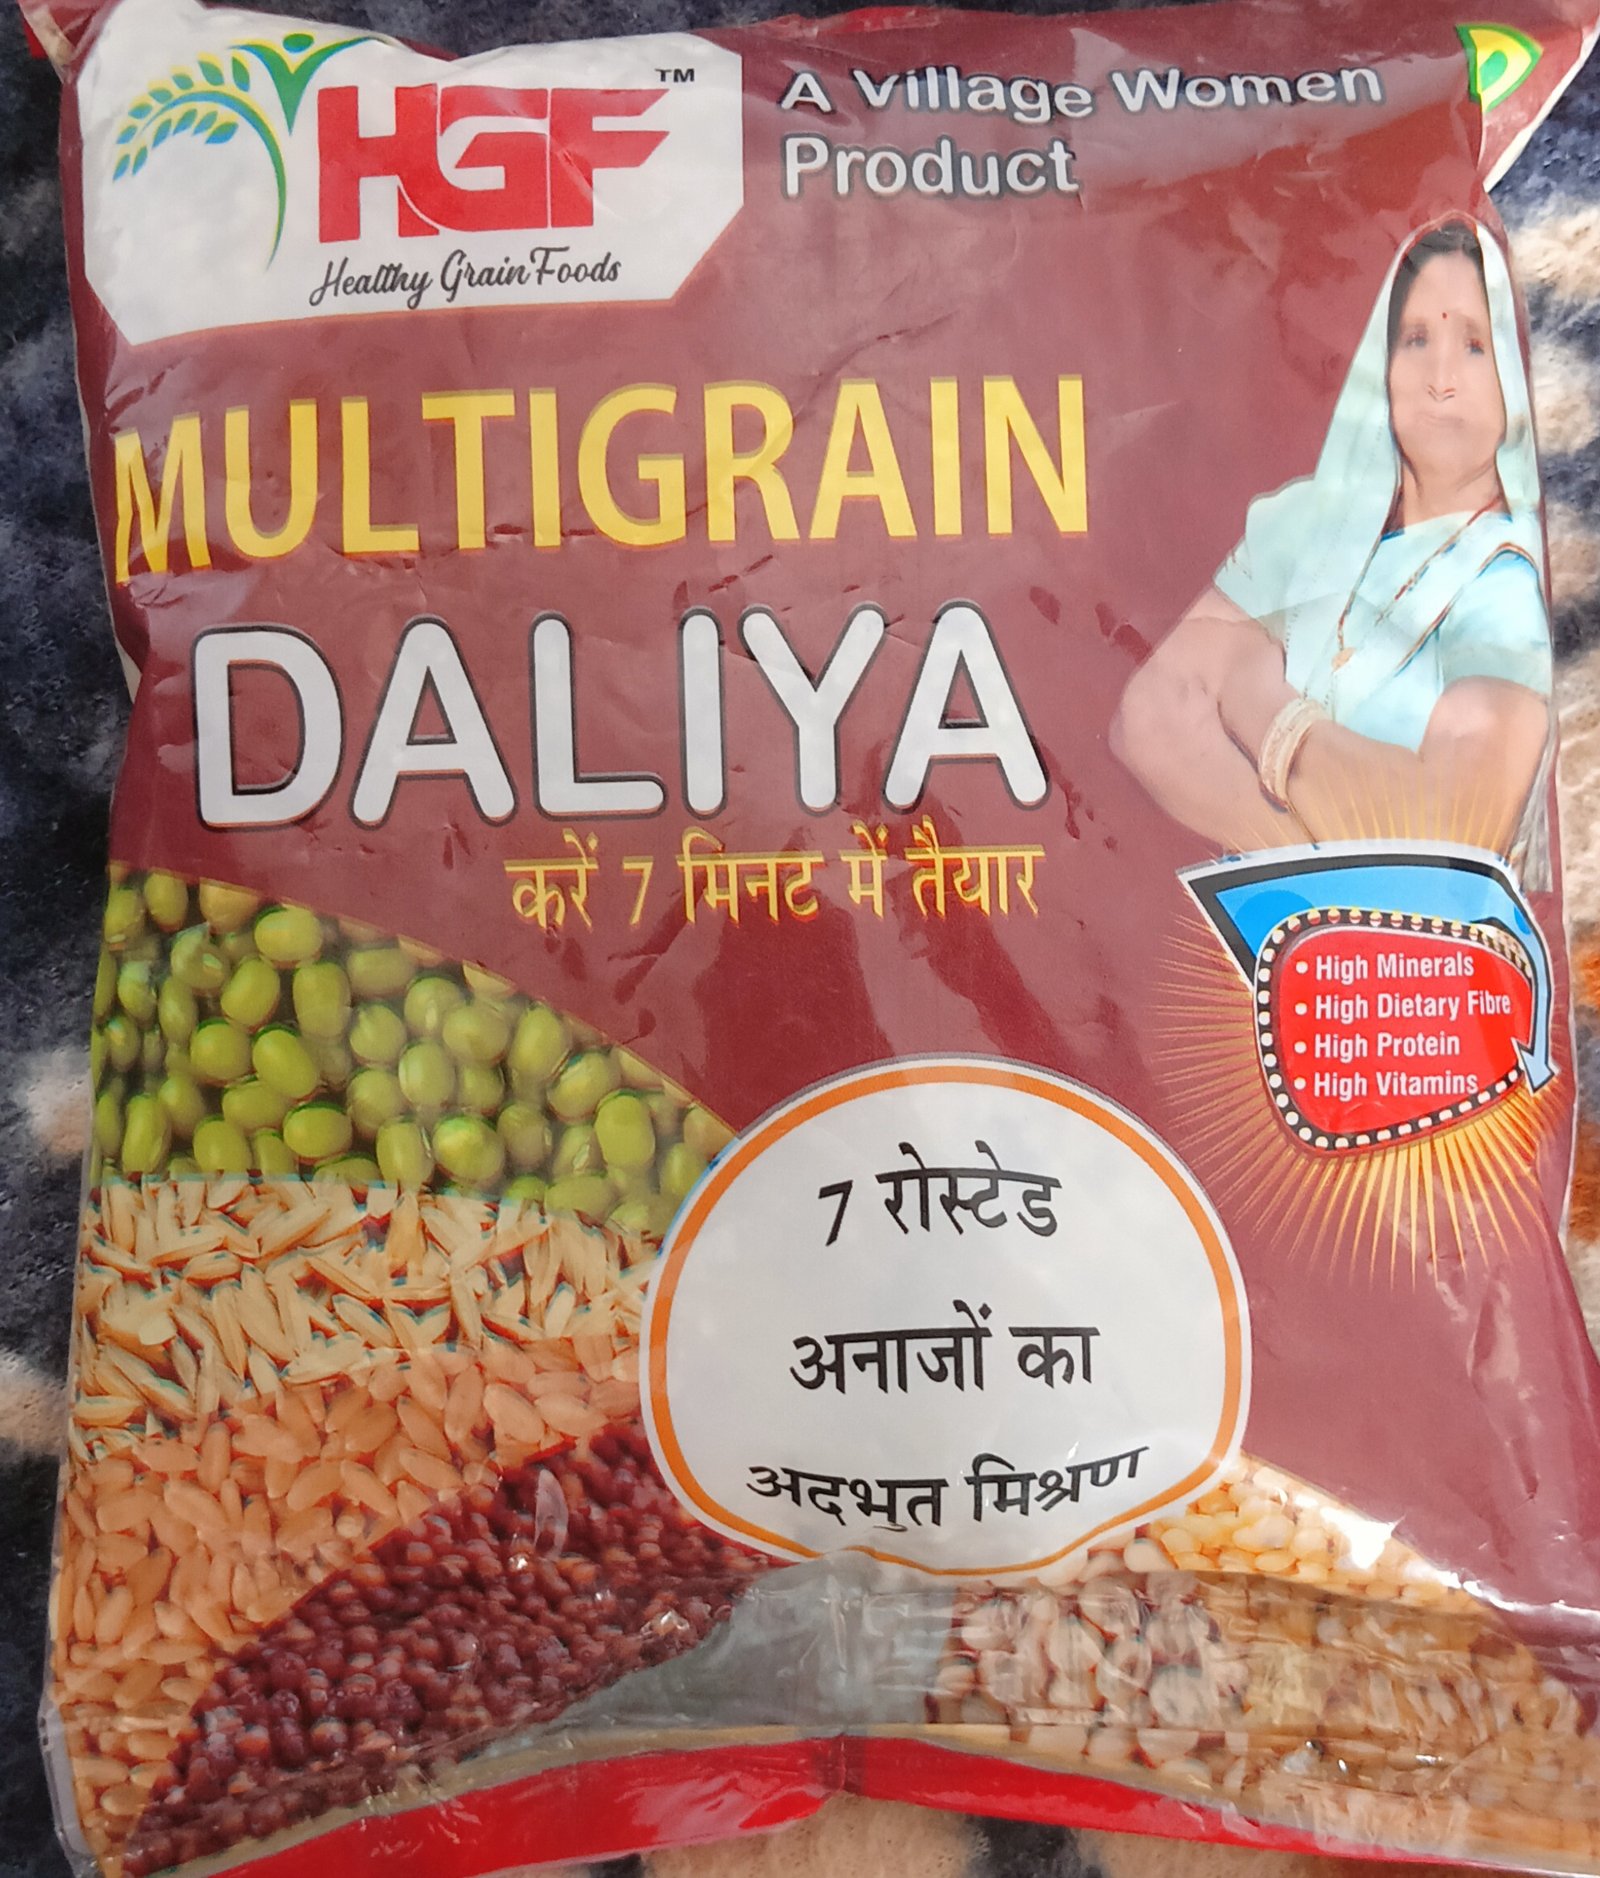 HGF TM
Healthy Grain Foods
A Village Women
Product
MULTIGRAIN
DALIYA
करें 7 मिनट में तैयार
• High Minerals
• High Dietary Fibre
• High Protein
• High Vitamins
7 रोस्टेड
अनाजों का
अदभुत मिश्रण